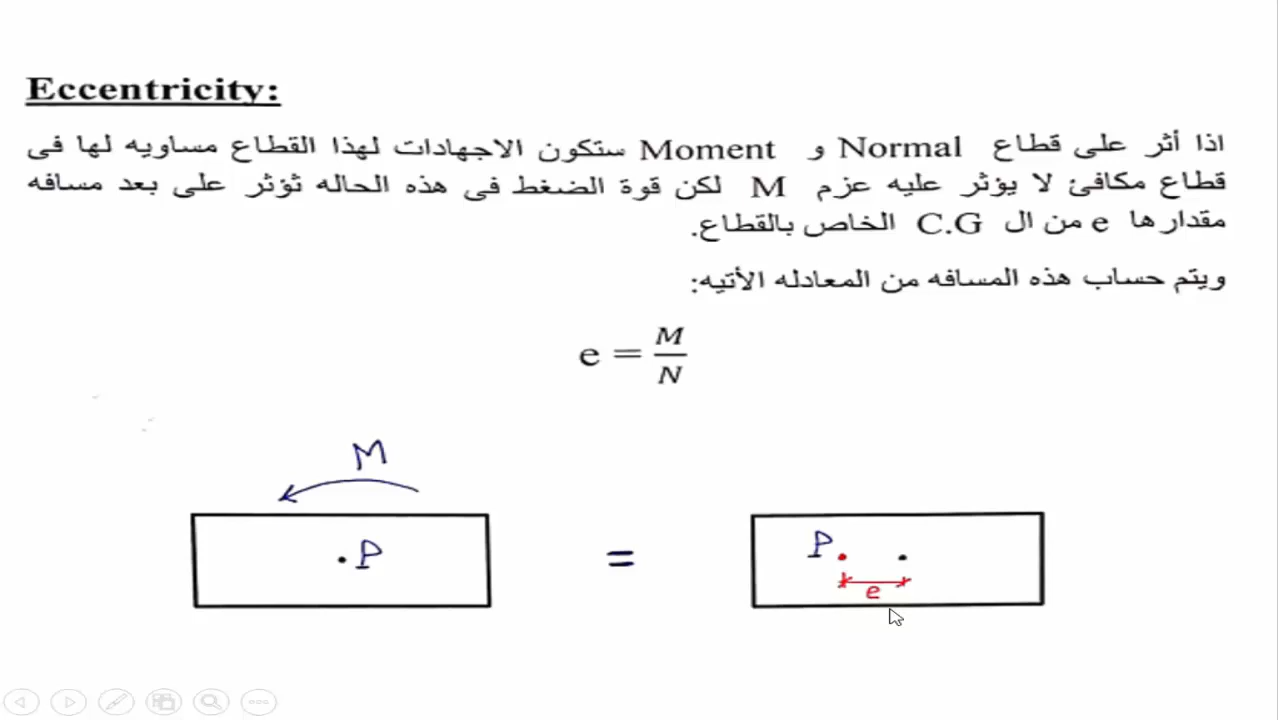 Eccentricity:
اذا أثر على قطاع Normal و Moment ستكون الاجهادات لهذا القطاع مساويه لها فى
قطاع مكافئ لا يؤثر عليه عزم M لكن قوة الضغط فى هذه الحاله تؤثر على بعد مسافه
مقدارها e من ال C.G الخاص بالقطاع.
ويتم حساب هذه المسافه من المعادله الأتيه:
e = M/N
M
P = P
e